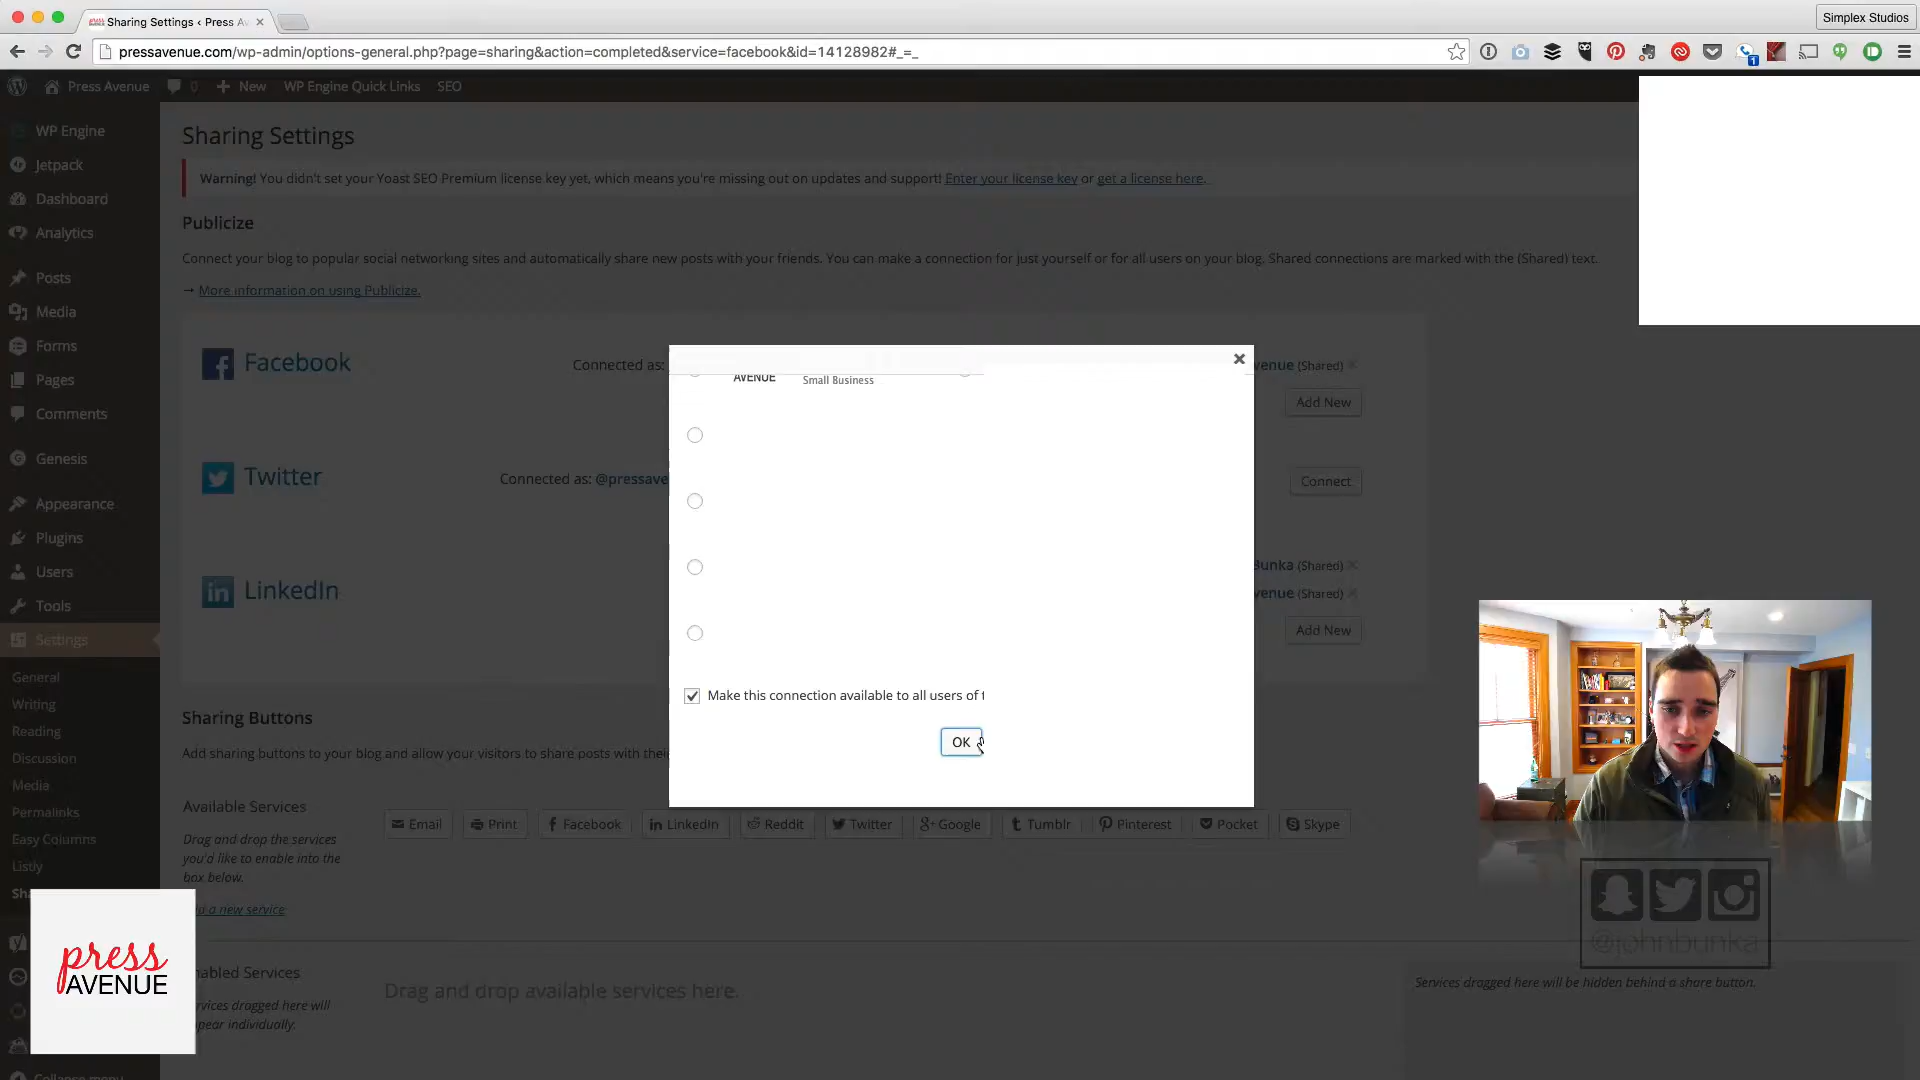 Sharing Settings ‹ Press Av
Simplex Studios
pressavenue.com/wp-admin/options-general.php?page=sharing&action=completed&service=facebook&id=14128982#_=_
1
Press Avenue 0 New WP Engine Quick Links SEO
WP Engine
Jetpack
Dashboard
Analytics
Posts
Media
Forms
Pages
Comments
Genesis
Appearance
Plugins
Users
Tools
Settings
General
Writing
Reading
Discussion
Media
Permalinks
Easy Columns
Listly
Collapse menu
Sharing Settings
Warning! You didn't set your Yoast SEO Premium license key yet, which means you're missing out on updates and support! Enter your license key or get a license here.
Publicize
Connect your blog to popular social networking sites and automatically share new posts with your friends. You can make a connection for just yourself or for all users on your blog. Shared connections are marked with the (Shared) text.
→ More information on using Publicize.
Facebook Connected as: venue (Shared)
Add New
Twitter Connected as: @pressave
Connect
LinkedIn
Bunka (Shared)
venue (Shared)
Add New
AVENUE Small Business
Make this connection available to all users of t
OK
Sharing Buttons
Add sharing buttons to your blog and allow your visitors to share posts with thei
Available Services
Drag and drop the services
you'd like to enable into the
box below.
a new service
Email Print Facebook LinkedIn Reddit Twitter Google Tumblr Pinterest Pocket Skype
nabled Services
rvices dragged here will
pear individually.
Drag and drop available services here.
Services dragged here will be hidden behind a share button.
@johnbunka
press
AVENUE